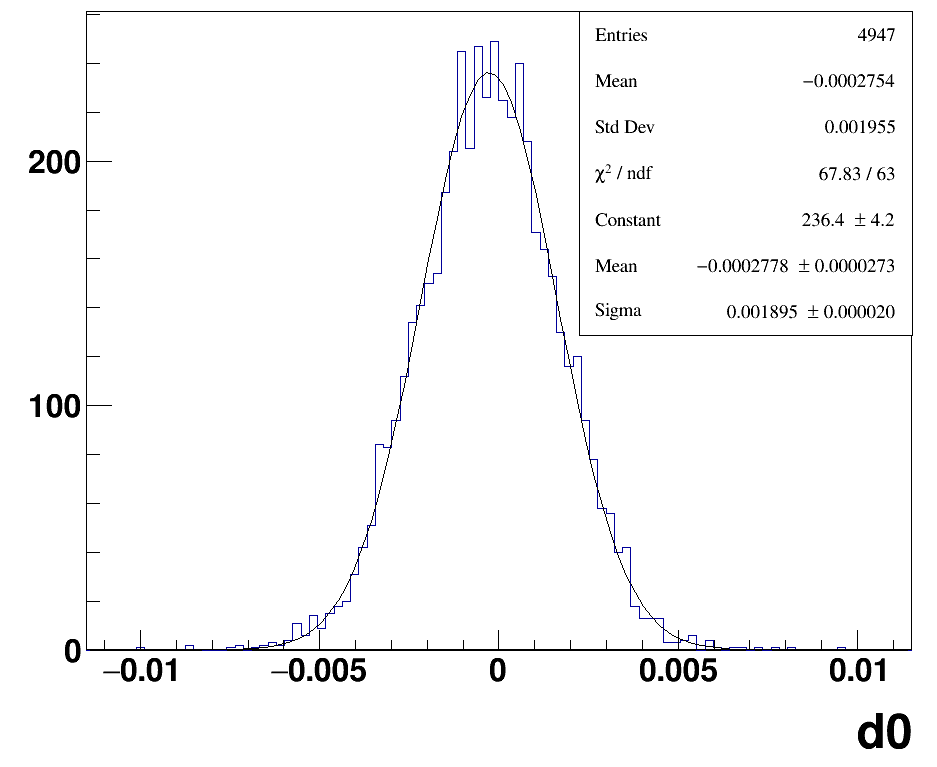 Entries 4947
Mean −0.0002754
Std Dev 0.001955
χ² / ndf 67.83 / 63
Constant 236.4 ± 4.2
Mean −0.0002778 ± 0.0000273
Sigma 0.001895 ± 0.000020
200
100
0
−0.01 −0.005 0 0.005 0.01
d0